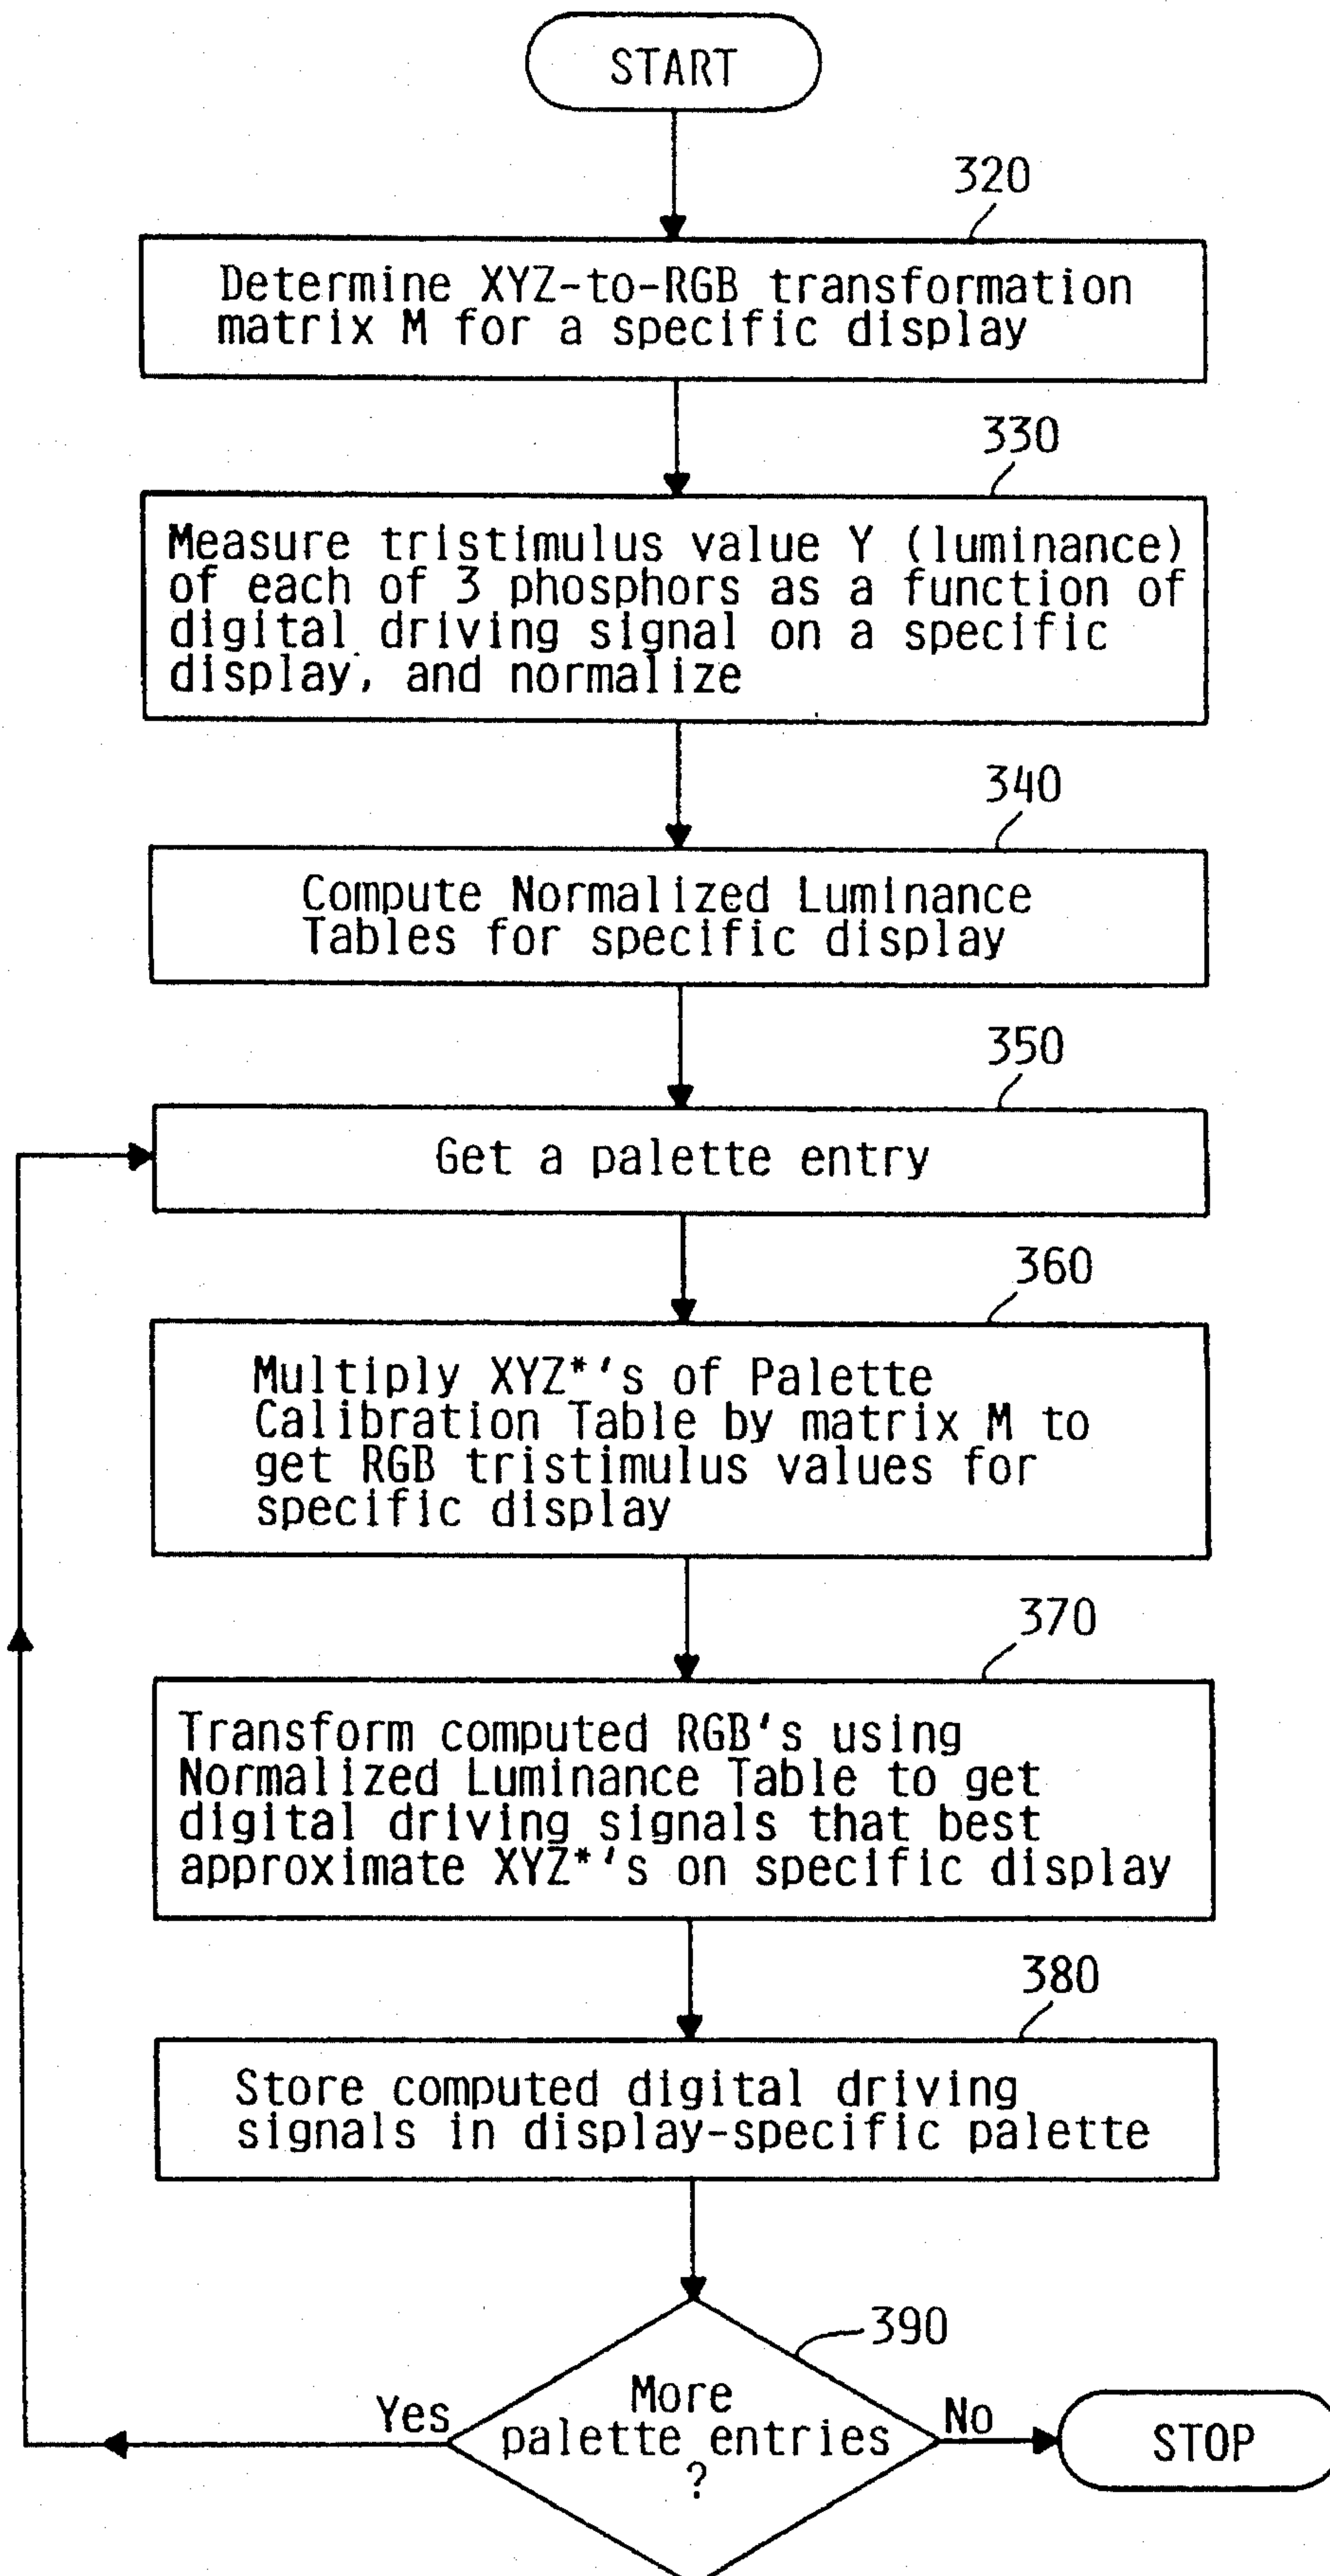 START
320
Determine XYZ-to-RGB transformation
matrix M for a specific display
330
Measure tristimulus value Y (luminance)
of each of 3 phosphors as a function of
digital driving signal on a specific
display, and normalize
340
Compute Normalized Luminance
Tables for specific display
350
Get a palette entry
360
Multiply XYZ*'s of Palette
Calibration Table by matrix M to
get RGB tristimulus values for
specific display
370
Transform computed RGB's using
Normalized Luminance Table to get
digital driving signals that best
approximate XYZ*'s on specific display
380
Store computed digital driving
signals in display-specific palette
390
More
palette entries
?
Yes
No
STOP